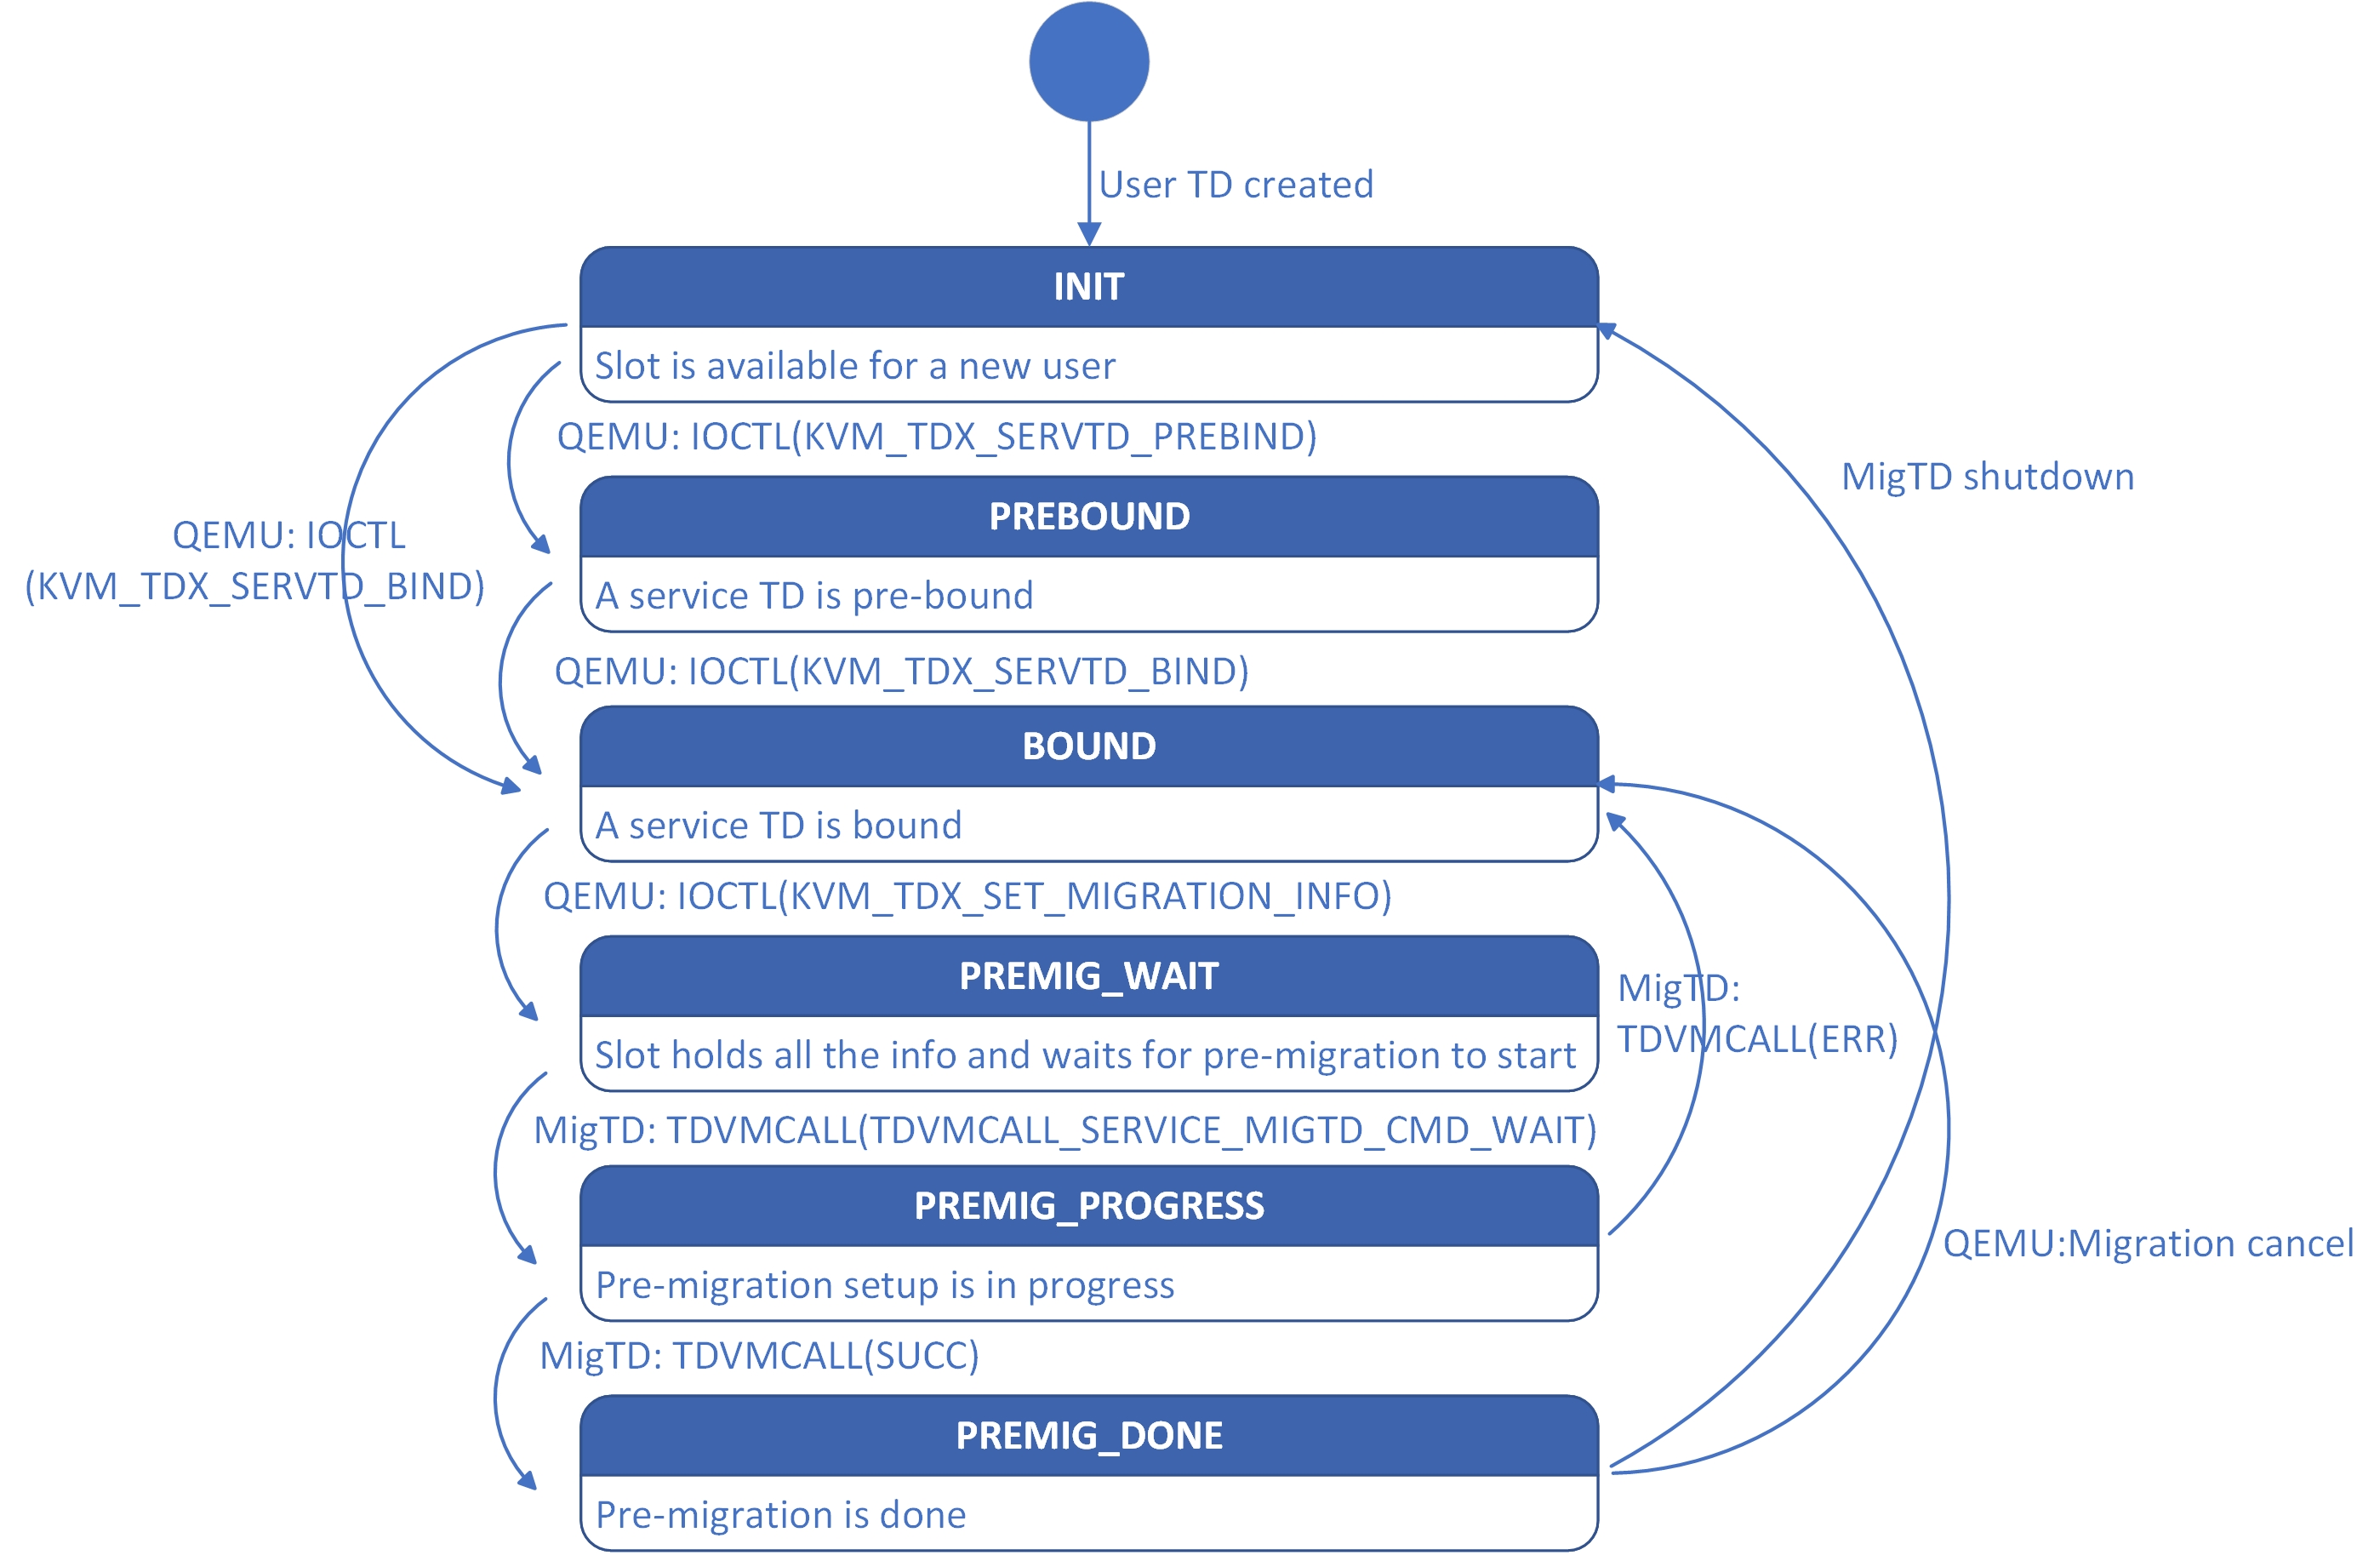 User TD created
INIT
Slot is available for a new user
QEMU: IOCTL(KVM_TDX_SERVTD_PREBIND)
MigTD shutdown
PREBOUND
QEMU: IOCTL
(KVM_TDX_SERVTD_BIND)
A service TD is pre-bound
QEMU: IOCTL(KVM_TDX_SERVTD_BIND)
BOUND
A service TD is bound
QEMU: IOCTL(KVM_TDX_SET_MIGRATION_INFO)
PREMIG_WAIT
MigTD:
TDVMCALL(ERR)
Slot holds all the info and waits for pre-migration to start
MigTD: TDVMCALL(TDVMCALL_SERVICE_MIGTD_CMD_WAIT)
PREMIG_PROGRESS
QEMU:Migration cancel
Pre-migration setup is in progress
MigTD: TDVMCALL(SUCC)
PREMIG_DONE
Pre-migration is done